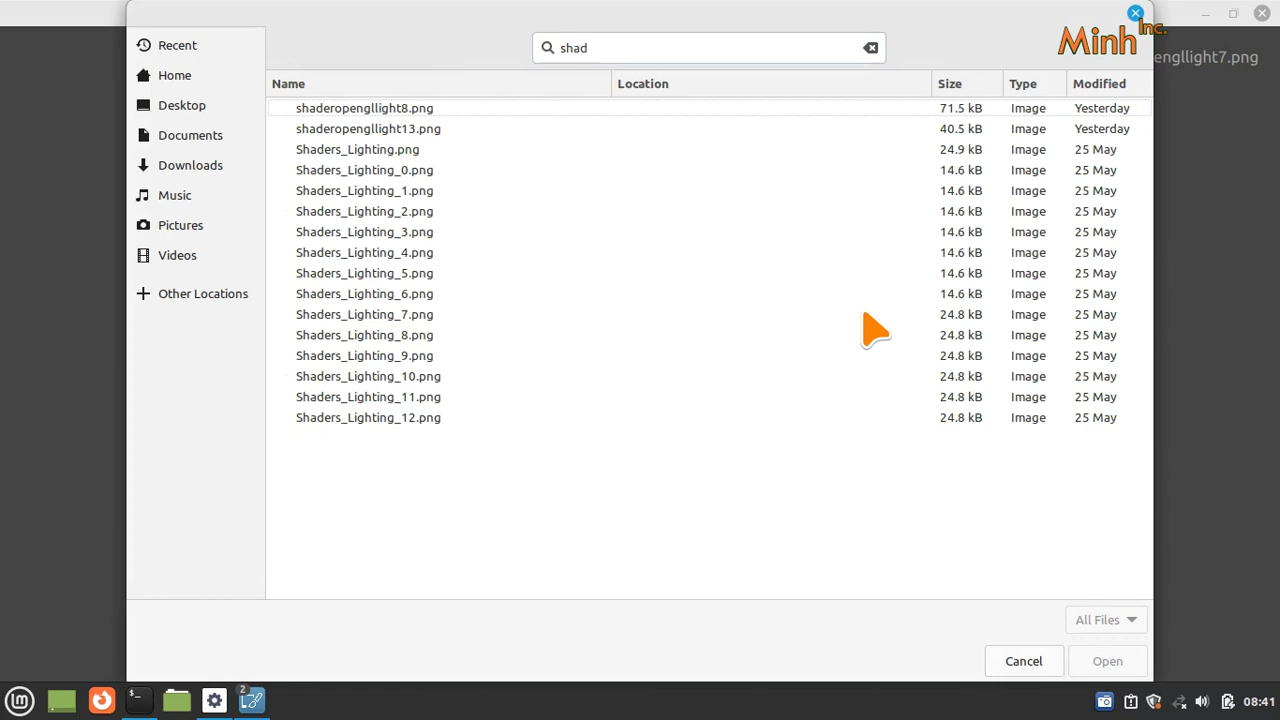 Minh Inc.
engllight7.png
Recent
Home
Desktop
Documents
Downloads
Music
Pictures
Videos
Other Locations
shad
Name Location Size Type Modified
shaderopengllight8.png 71.5 kB Image Yesterday
shaderopengllight13.png 40.5 kB Image Yesterday
Shaders_Lighting.png 24.9 kB Image 25 May
Shaders_Lighting_0.png 14.6 kB Image 25 May
Shaders_Lighting_1.png 14.6 kB Image 25 May
Shaders_Lighting_2.png 14.6 kB Image 25 May
Shaders_Lighting_3.png 14.6 kB Image 25 May
Shaders_Lighting_4.png 14.6 kB Image 25 May
Shaders_Lighting_5.png 14.6 kB Image 25 May
Shaders_Lighting_6.png 14.6 kB Image 25 May
Shaders_Lighting_7.png 24.8 kB Image 25 May
Shaders_Lighting_8.png 24.8 kB Image 25 May
Shaders_Lighting_9.png 24.8 kB Image 25 May
Shaders_Lighting_10.png 24.8 kB Image 25 May
Shaders_Lighting_11.png 24.8 kB Image 25 May
Shaders_Lighting_12.png 24.8 kB Image 25 May
All Files
Cancel Open
2
08:41